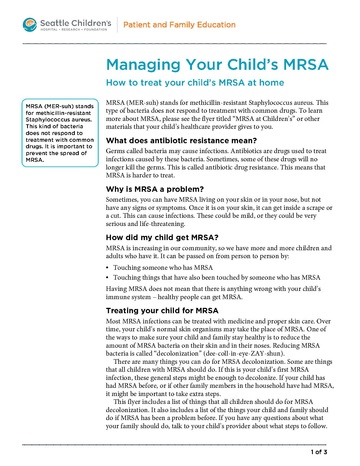 Seattle Children's
HOSPITAL • RESEARCH • FOUNDATION
Patient and Family Education
Managing Your Child's MRSA
How to treat your child's MRSA at home
MRSA (MER-suh) stands
for methicillin-resistant
Staphylococcus aureus.
This kind of bacteria
does not respond to
treatment with common
drugs. It is important to
prevent the spread of
MRSA.
MRSA (MER-suh) stands for methicillin-resistant Staphylococcus aureus. This
type of bacteria does not respond to treatment with common drugs. To learn
more about MRSA, please see the flyer titled "MRSA at Children's" or other
materials that your child's healthcare provider gives to you.
What does antibiotic resistance mean?
Germs called bacteria may cause infections. Antibiotics are drugs used to treat
infections caused by these bacteria. Sometimes, some of these drugs will no
longer kill the germs. This is called antibiotic drug resistance. This means that
MRSA is harder to treat.
Why is MRSA a problem?
Sometimes, you can have MRSA living on your skin or in your nose, but not
have any signs or symptoms. Once it is on your skin, it can get inside a scrape or
a cut. This can cause infections. These could be mild, or they could be very
serious and life-threatening.
How did my child get MRSA?
MRSA is increasing in our community, so we have more and more children and
adults who have it. It can be passed on from person to person by:
• Touching someone who has MRSA
• Touching things that have also been touched by someone who has MRSA
Having MRSA does not mean that there is anything wrong with your child's
immune system – healthy people can get MRSA.
Treating your child for MRSA
Most MRSA infections can be treated with medicine and proper skin care. Over
time, your child's normal skin organisms may take the place of MRSA. One of
the ways to make sure your child and family stay healthy is to reduce the
amount of MRSA bacteria on their skin and in their noses. Reducing MRSA
bacteria is called "decolonization" (dee-coll-in-eye-ZAY-shun).
There are many things you can do for MRSA decolonization. Some are things
that all children with MRSA should do. If this is your child's first MRSA
infection, these general steps might be enough to decolonize. If your child has
had MRSA before, or if other family members in the household have had MRSA,
it might be important to take extra steps.
This flyer includes a list of things that all children should do for MRSA
decolonization. It also includes a list of the things your child and family should
do if MRSA has been a problem before. If you have any questions about what
your family should do, talk to your child's provider about what steps to follow.
1 of 3